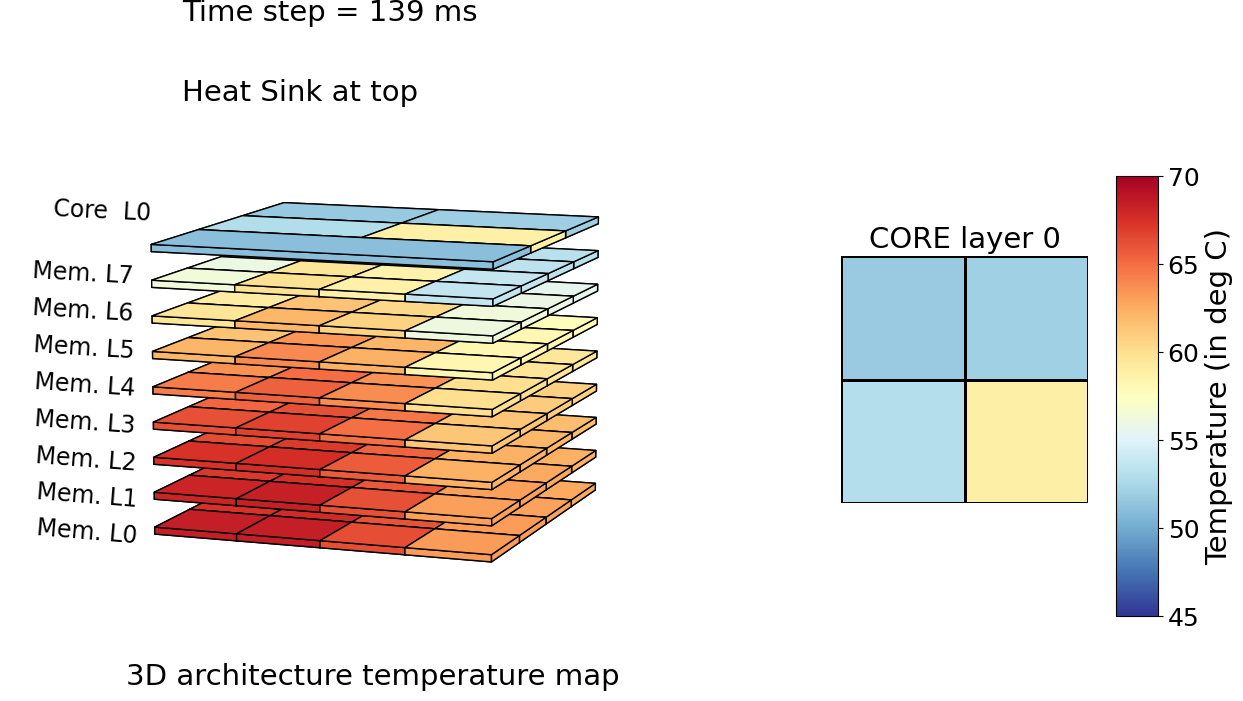 Time step = 139 ms
Heat Sink at top
Core  L0
Mem. L7
Mem. L6
Mem. L5
Mem. L4
Mem. L3
Mem. L2
Mem. L1
Mem. L0
3D architecture temperature map
CORE layer 0
70
65
60
55
50
45
Temperature (in deg C)